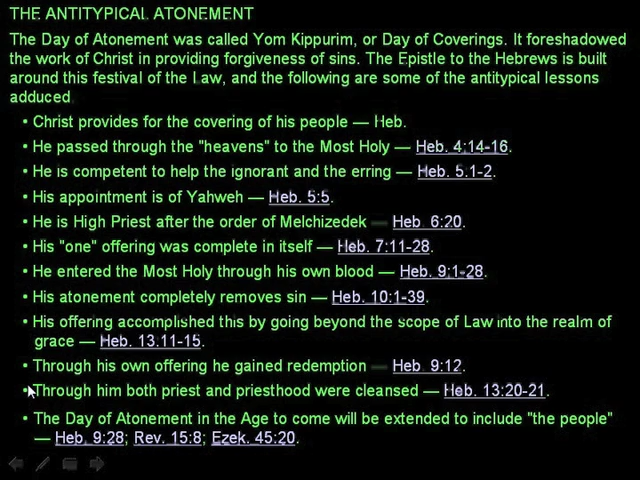 THE ANTITYPICAL ATONEMENT
The Day of Atonement was called Yom Kippurim, or Day of Coverings. It foreshadowed
the work of Christ in providing forgiveness of sins. The Epistle to the Hebrews is built
around this festival of the Law, and the following are some of the antitypical lessons
adduced
• Christ provides for the covering of his people — Heb.
• He passed through the "heavens" to the Most Holy — Heb. 4:14-16.
• He is competent to help the ignorant and the erring — Heb. 5.1-2.
• His appointment is of Yahweh — Heb. 5:5.
• He is High Priest after the order of Melchizedek — Heb. 6:20.
• His "one" offering was complete in itself — Heb. 7:11-28.
• He entered the Most Holy through his own blood — Heb. 9:1-28.
• His atonement completely removes sin — Heb. 10:1-39.
• His offering accomplished this by going beyond the scope of Law into the realm of
grace — Heb. 13.11-15.
• Through his own offering he gained redemption — Heb. 9:12.
• Through him both priest and priesthood were cleansed — Heb. 13:20-21.
• The Day of Atonement in the Age to come will be extended to include "the people"
— Heb. 9:28; Rev. 15:8; Ezek. 45:20.